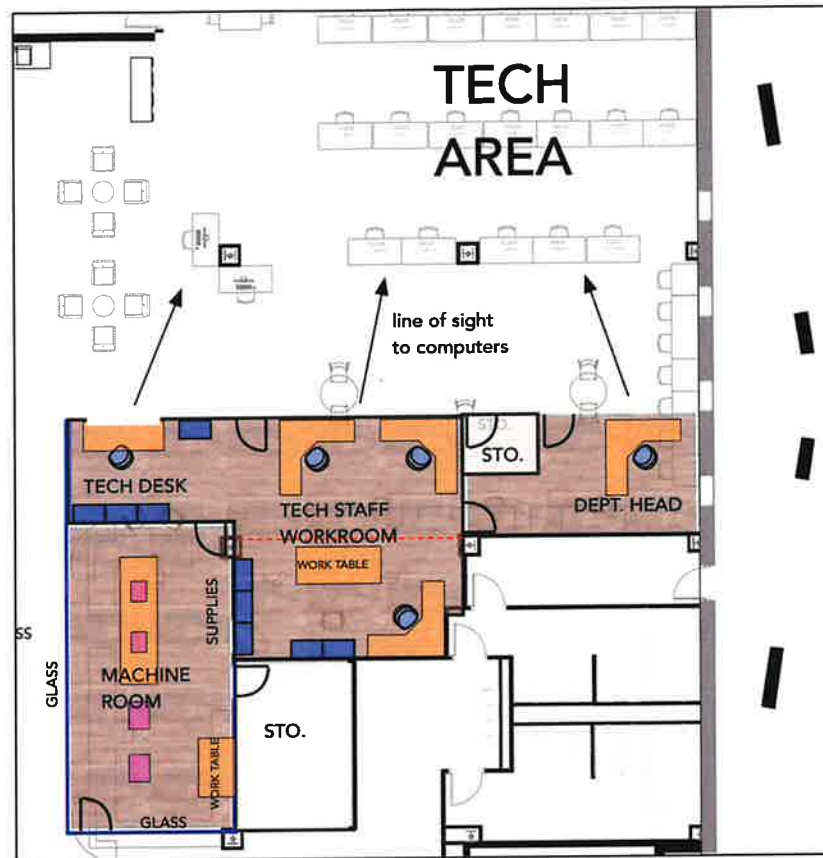 TECH
AREA
line of sight
to computers
STO.
STO.
TECH DESK
TECH STAFF
WORKROOM
DEPT. HEAD
WORK TABLE
SUPPLIES
SS
GLASS
MACHINE
ROOM
STO.
WORK TABLE
GLASS